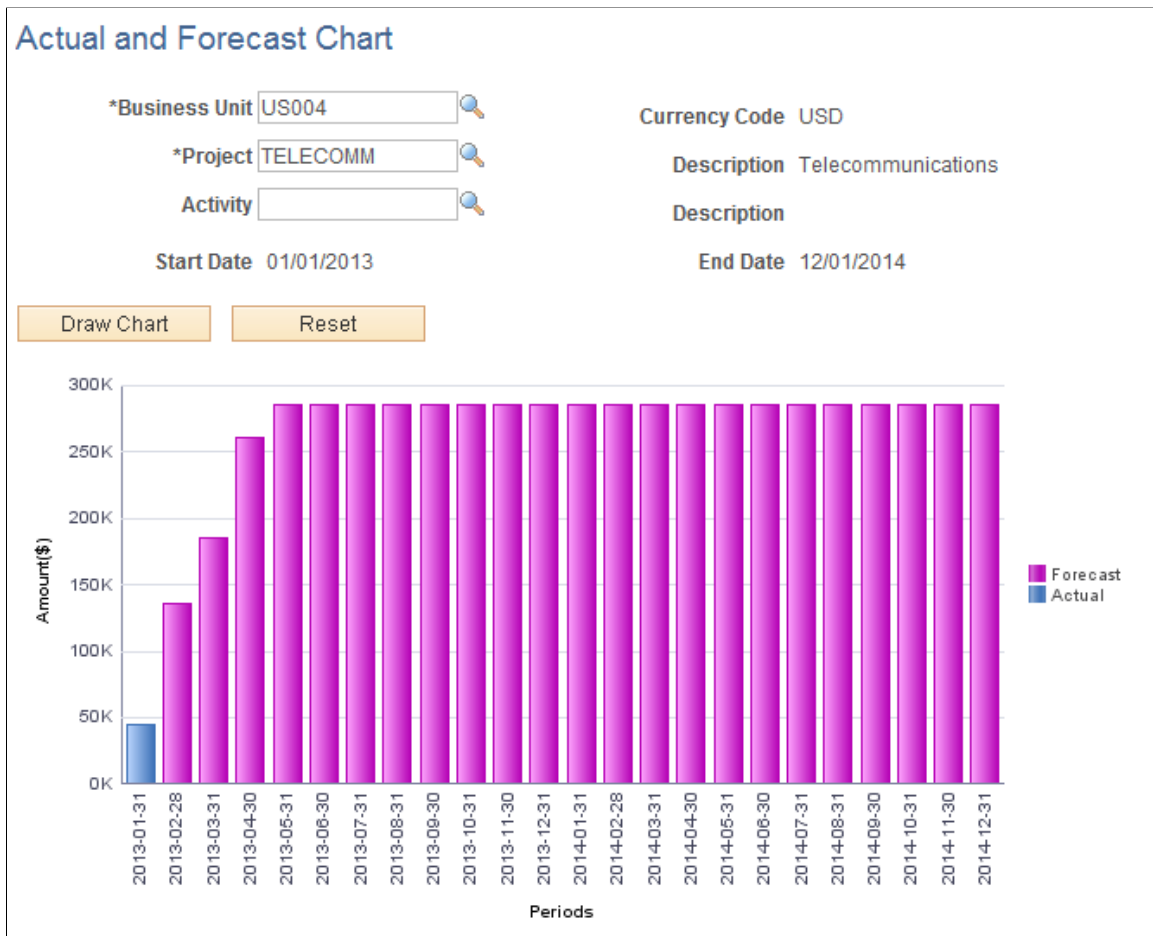 Actual and Forecast Chart
*Business Unit US004
Currency Code USD
*Project TELECOMM
Description Telecommunications
Activity
Description
Start Date 01/01/2013
End Date 12/01/2014
Draw Chart Reset
300K
250K
200K
150K
100K
50K
0K
Amount($)
2013-01-31
2013-02-28
2013-03-31
2013-04-30
2013-05-31
2013-06-30
2013-07-31
2013-08-31
2013-09-30
2013-10-31
2013-11-30
2013-12-31
2014-01-31
2014-02-28
2014-03-31
2014-04-30
2014-05-31
2014-06-30
2014-07-31
2014-08-31
2014-09-30
2014-10-31
2014-11-30
2014-12-31
Periods
Forecast
Actual